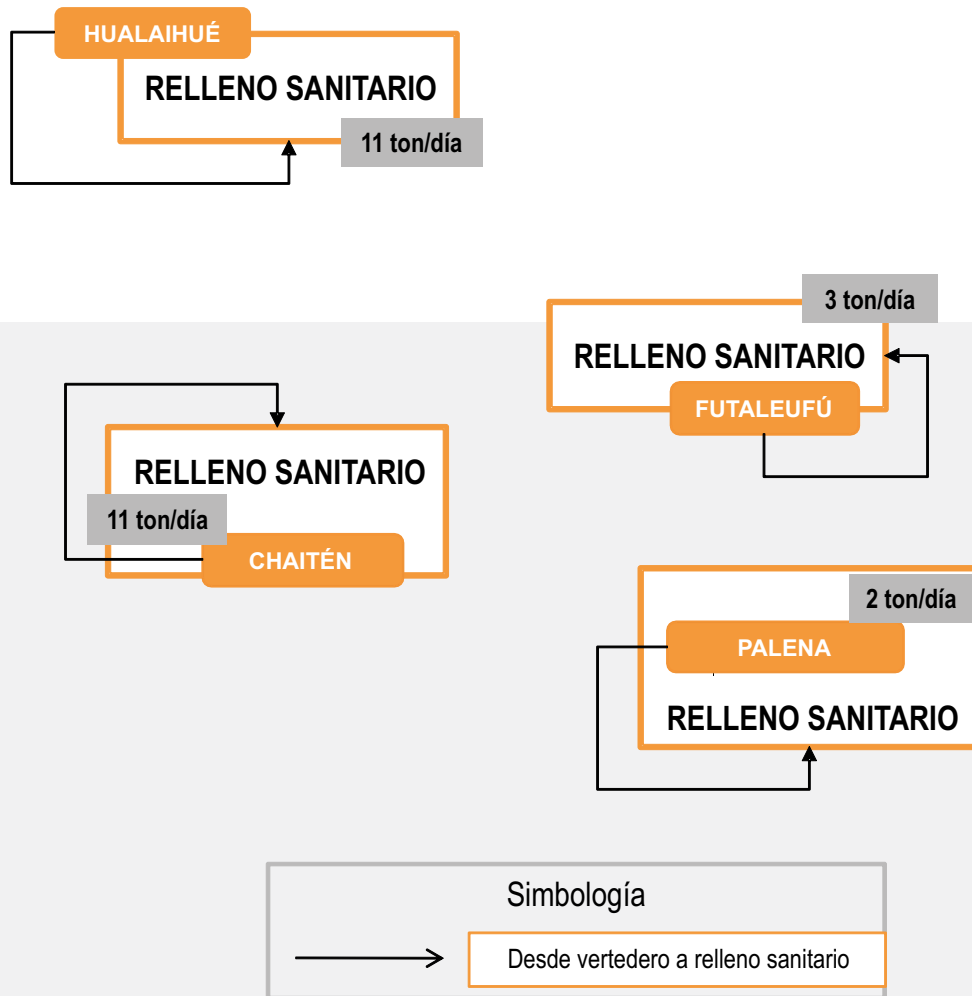 HUALAIHUÉ
RELLENO SANITARIO
11 ton/día
3 ton/día
RELLENO SANITARIO
FUTALEUFÚ
RELLENO SANITARIO
11 ton/día
CHAITÉN
2 ton/día
PALENA
RELLENO SANITARIO
Simbología
Desde vertedero a relleno sanitario